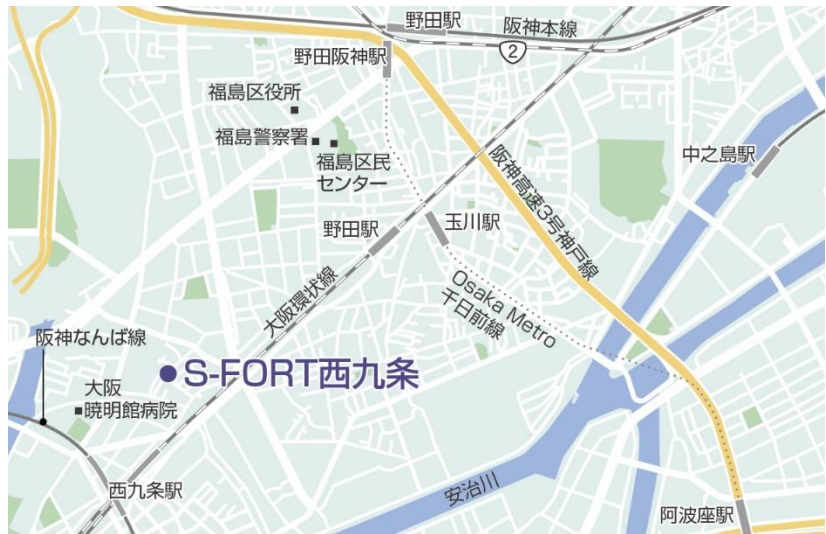 野田駅
阪神本線
2
野田阪神駅
福島区役所
福島警察署
福島区民
センター
中之島駅
阪神高速3号神戸線
野田駅
玉川駅
大阪環状線
Osaka Metro
千日前線
阪神なんば線
S-FORT西九条
大阪
暁明館病院
西九条駅
安治川
阿波座駅